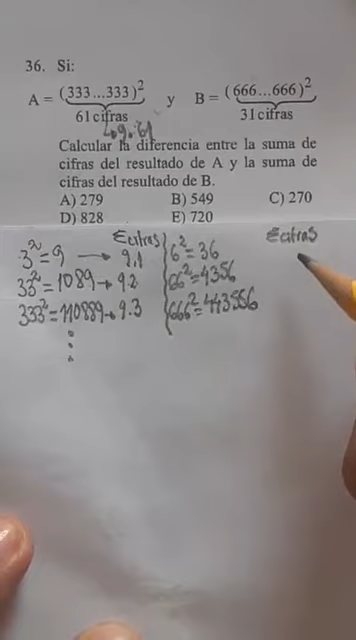 36. Si:
A = (333...333)² y B = (666...666)²
61 cifras 31 cifras
9.61
Calcular la diferencia entre la suma de
cifras del resultado de A y la suma de
cifras del resultado de B.
A) 279 B) 549 C) 270
D) 828 E) 720
Σcifras Σcifras
3² = 9 → 9.1 6² = 36
33² = 1089 → 9.2 66² = 4356
333² = 110889 → 9.3 666² = 443556